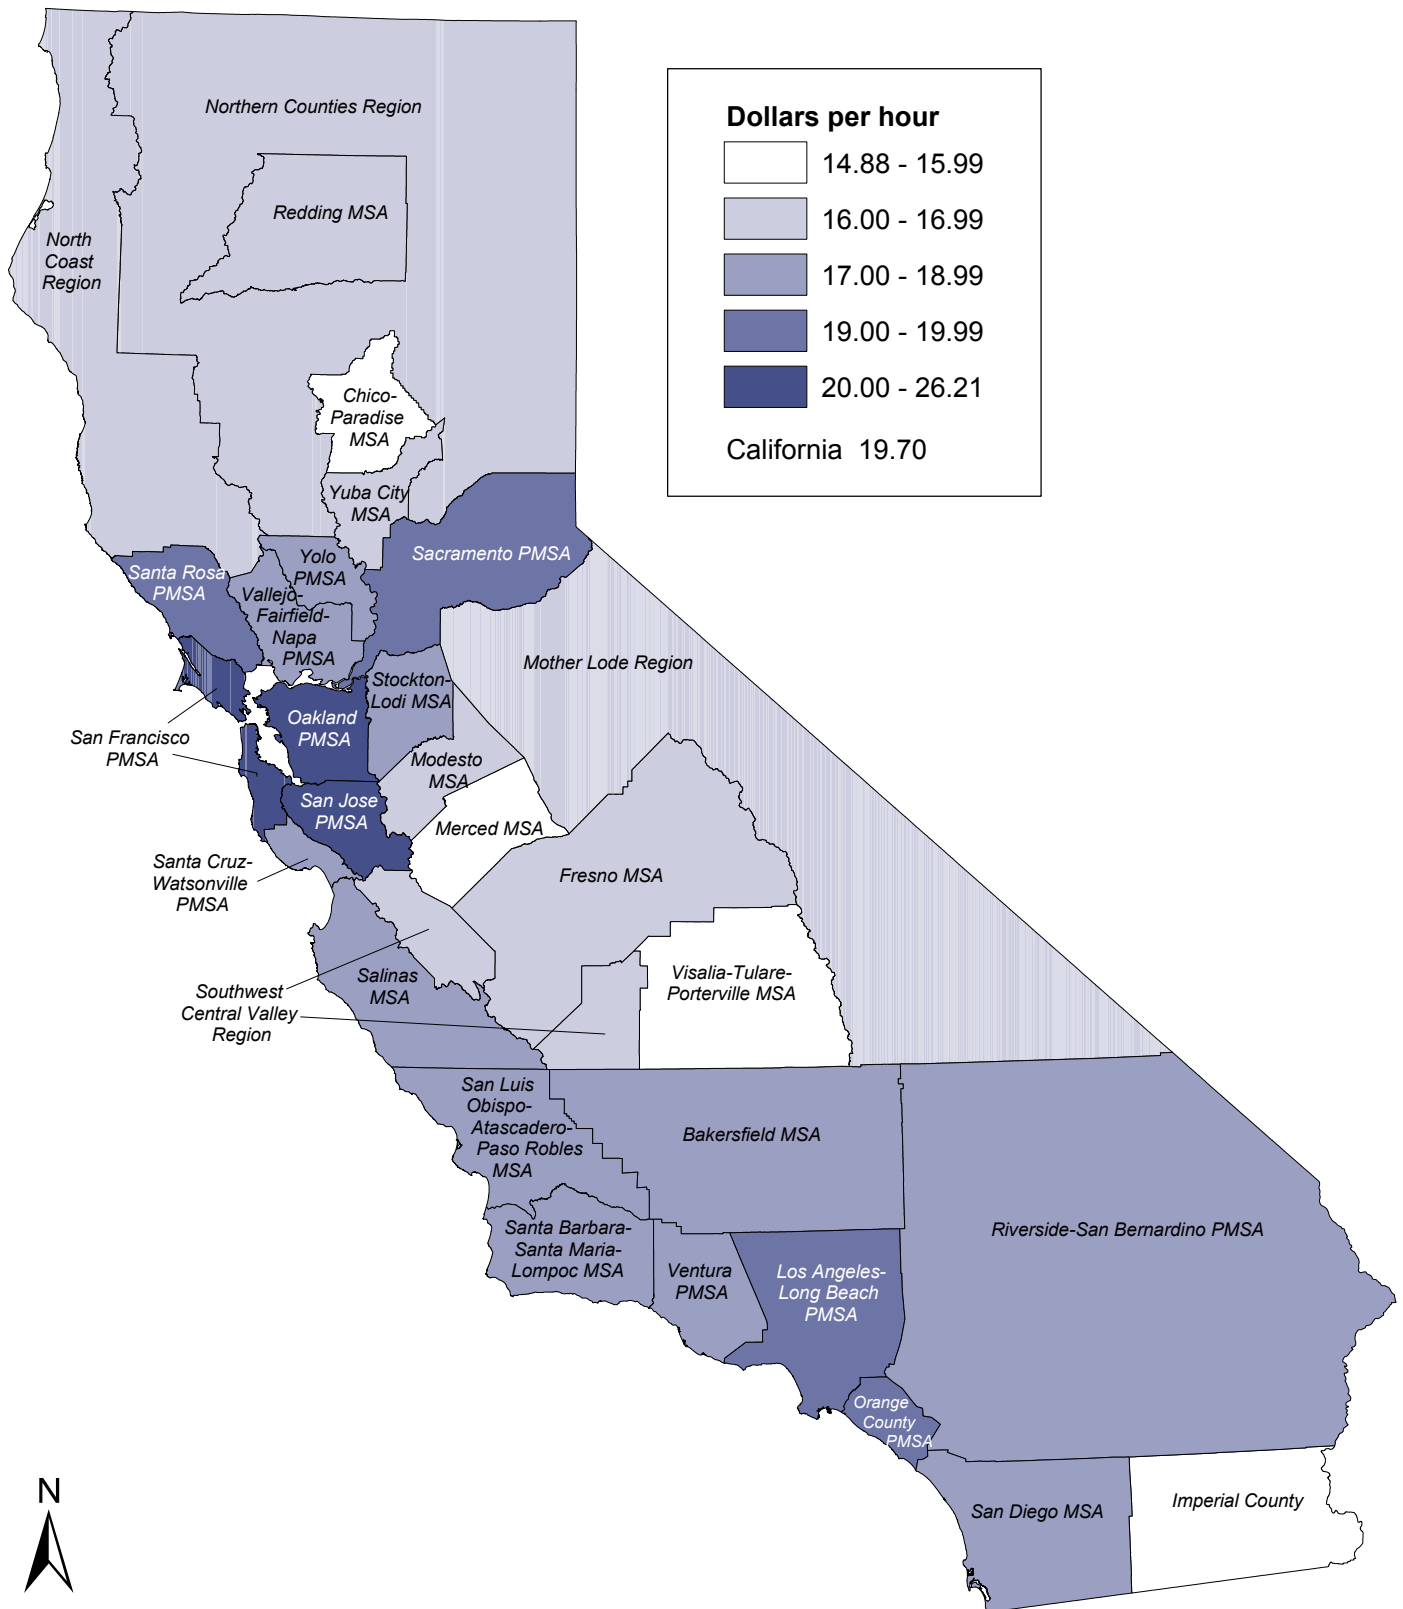 Dollars per hour
14.88 - 15.99
16.00 - 16.99
17.00 - 18.99
19.00 - 19.99
20.00 - 26.21
California 19.70
Northern Counties Region
Redding MSA
North
Coast
Region
Chico-
Paradise
MSA
Yuba City
MSA
Sacramento PMSA
Yolo
PMSA
Santa Rosa
PMSA
Vallejo-
Fairfield-
Napa
PMSA
Mother Lode Region
Stockton-
Lodi MSA
Oakland
PMSA
San Francisco
PMSA
Modesto
MSA
San Jose
PMSA
Merced MSA
Santa Cruz-
Watsonville
PMSA
Fresno MSA
Salinas
MSA
Visalia-Tulare-
Porterville MSA
Southwest
Central Valley
Region
San Luis
Obispo-
Atascadero-
Paso Robles
MSA
Bakersfield MSA
Riverside-San Bernardino PMSA
Santa Barbara-
Santa Maria-
Lompoc MSA
Ventura
PMSA
Los Angeles-
Long Beach
PMSA
Orange
County
PMSA
San Diego MSA
Imperial County
N